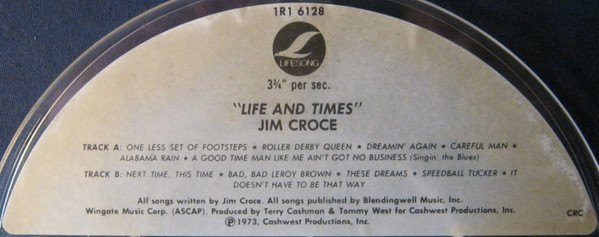 1R1 6128
LIFESONG
3¾" per sec.
"LIFE AND TIMES"
JIM CROCE
TRACK A: ONE LESS SET OF FOOTSTEPS • ROLLER DERBY QUEEN • DREAMIN' AGAIN • CAREFUL MAN •
ALABAMA RAIN • A GOOD TIME MAN LIKE ME AIN'T GOT NO BUSINESS (Singin' the Blues)
TRACK B: NEXT TIME, THIS TIME • BAD, BAD LEROY BROWN • THESE DREAMS • SPEEDBALL TUCKER • IT
DOESN'T HAVE TO BE THAT WAY
All songs written by Jim Croce. All songs published by Blendingwell Music, Inc.
Wingate Music Corp. (ASCAP). Produced by Terry Cashman & Tommy West for Cashwest Productions, Inc.
℗ 1973, Cashwest Productions, Inc.
CRC